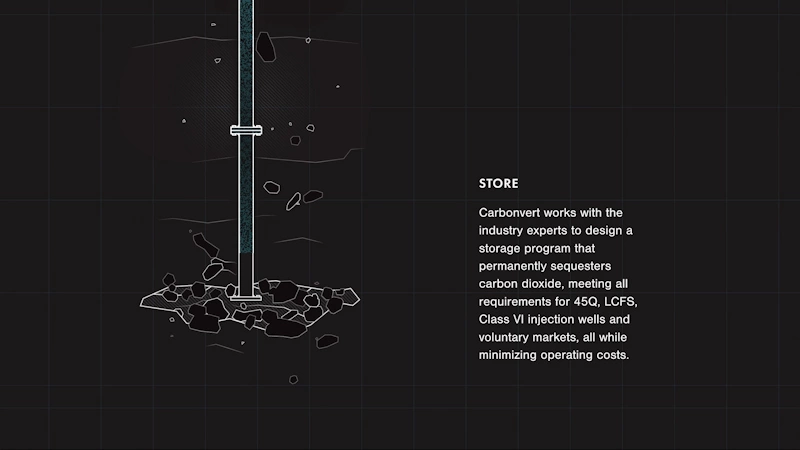 STORE
Carbonvert works with the
industry experts to design a
storage program that
permanently sequesters
carbon dioxide, meeting all
requirements for 45Q, LCFS,
Class VI injection wells and
voluntary markets, all while
minimizing operating costs.